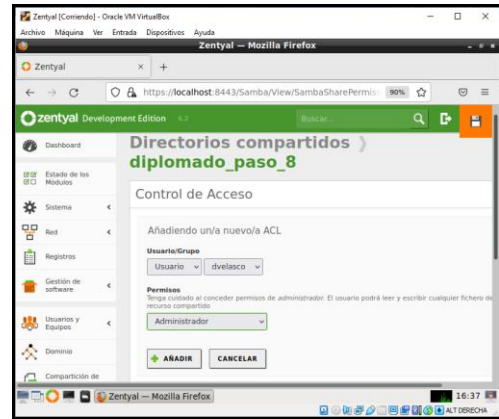 Zentyal [Corriendo] - Oracle VM VirtualBox
Archivo Máquina Ver Entrada Dispositivos Ayuda
Zentyal — Mozilla Firefox
Zentyal
https://localhost:8443/Samba/View/SambaSharePermis
90%
zentyal Development Edition 6.2
Buscar...
Dashboard
Estado de los Módulos
Sistema
Red
Registros
Gestión de software
Usuarios y Equipos
Dominio
Compartición de
Directorios compartidos
diplomado_paso_8
Control de Acceso
Añadiendo un/a nuevo/a ACL
Usuario/Grupo
Usuario dvelasco
Permisos
Tenga cuidado al conceder permisos de administrador. El usuario podrá leer y escribir cualquier fichero de
recurso compartido
Administrador
AÑADIR CANCELAR
Zentyal — Mozilla Firefox
16:37
ALT DERECHA